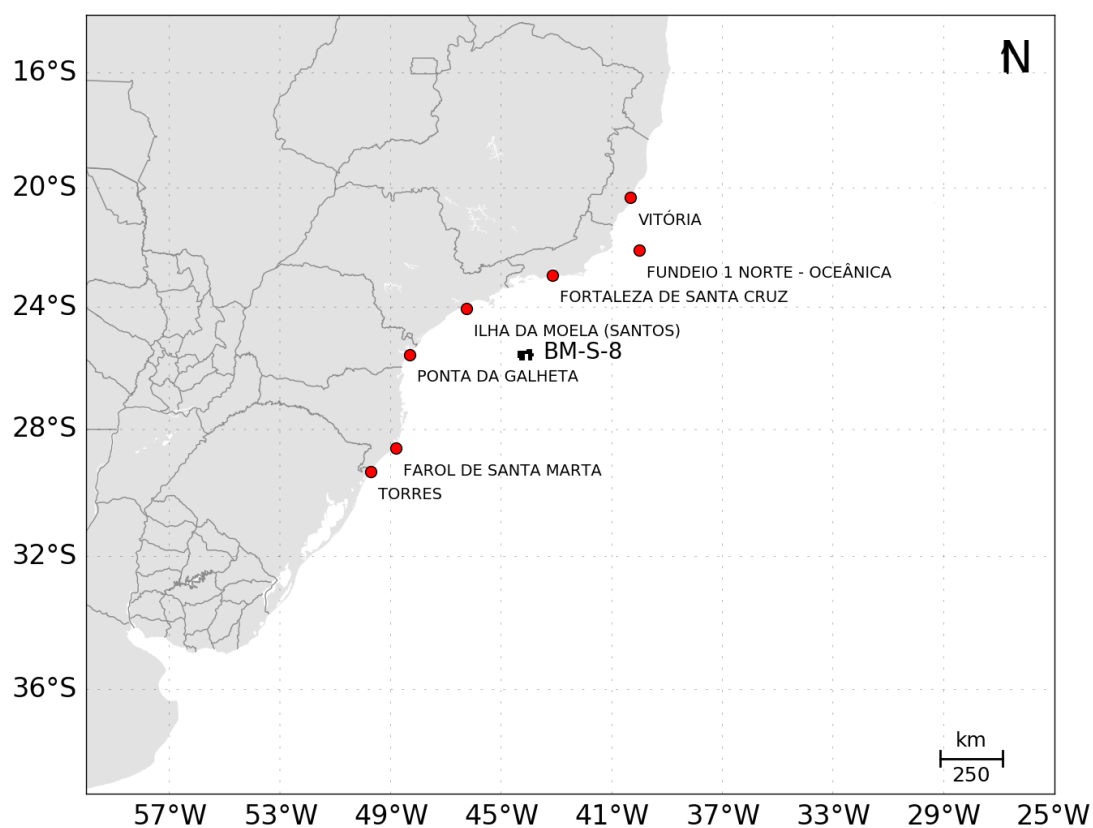 N
16°S
20°S
VITÓRIA
FUNDEIO 1 NORTE - OCEÂNICA
FORTALEZA DE SANTA CRUZ
24°S
ILHA DA MOELA (SANTOS)
BM-S-8
PONTA DA GALHETA
28°S
FAROL DE SANTA MARTA
TORRES
32°S
36°S
km
250
57°W 53°W 49°W 45°W 41°W 37°W 33°W 29°W 25°W